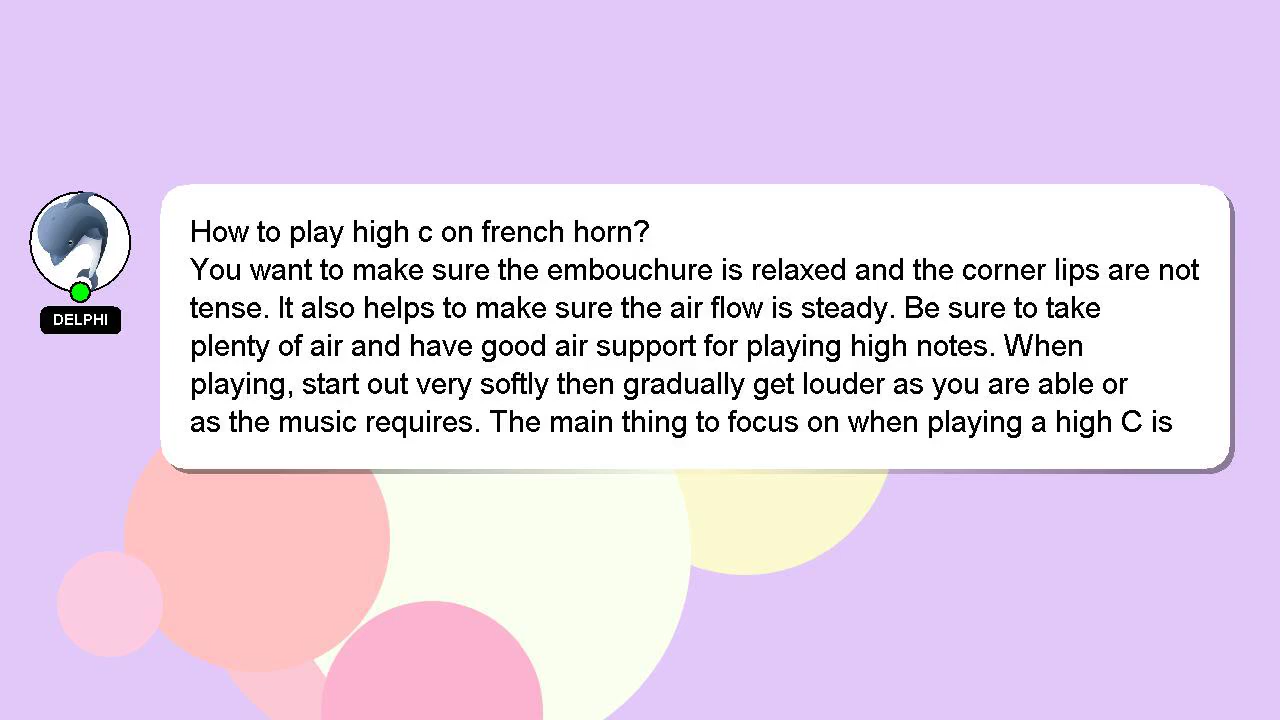 How to play high c on french horn?
You want to make sure the embouchure is relaxed and the corner lips are not
tense. It also helps to make sure the air flow is steady. Be sure to take
plenty of air and have good air support for playing high notes. When
playing, start out very softly then gradually get louder as you are able or
as the music requires. The main thing to focus on when playing a high C is
DELPHI